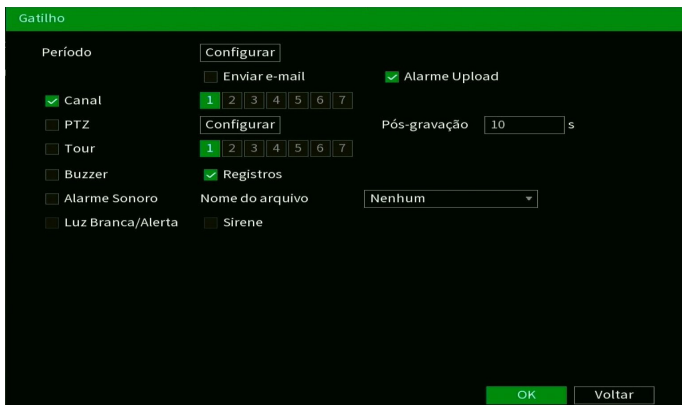 Gatilho
Período Configurar
Enviar e-mail Alarme Upload
Canal 1 2 3 4 5 6 7
PTZ Configurar Pós-gravação 10 s
Tour 1 2 3 4 5 6 7
Buzzer Registros
Alarme Sonoro Nome do arquivo Nenhum
Luz Branca/Alerta Sirene
OK Voltar